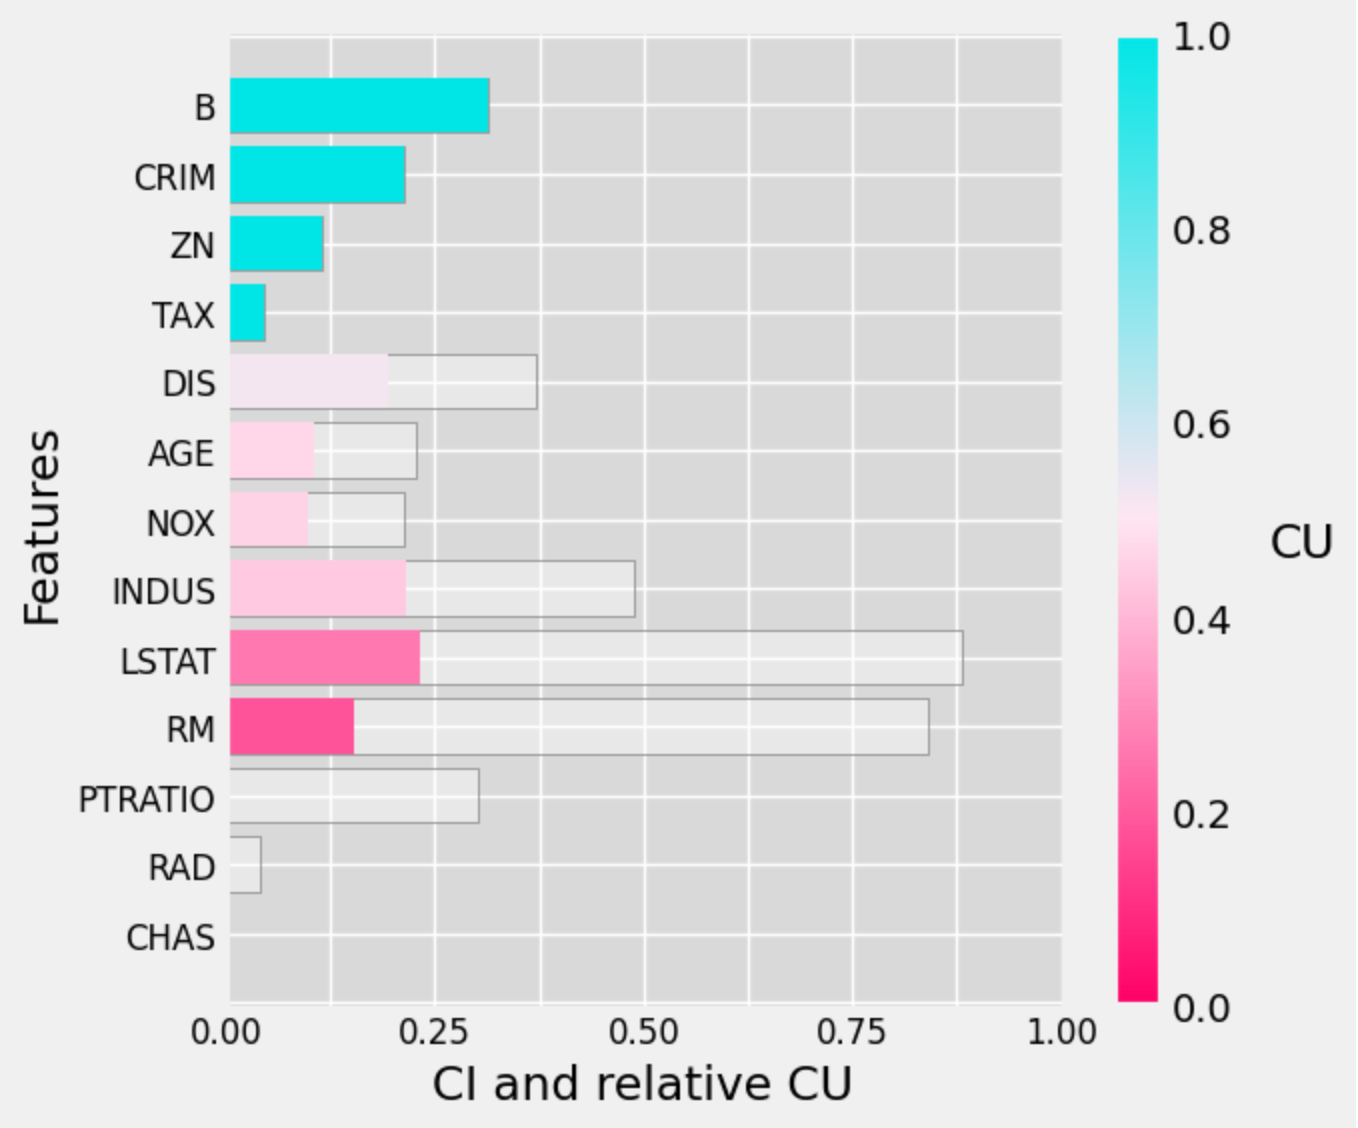 Features
B
CRIM
ZN
TAX
DIS
AGE
NOX
INDUS
LSTAT
RM
PTRATIO
RAD
CHAS
0.00 0.25 0.50 0.75 1.00
CI and relative CU
1.0
0.8
0.6
0.4
0.2
0.0
CU